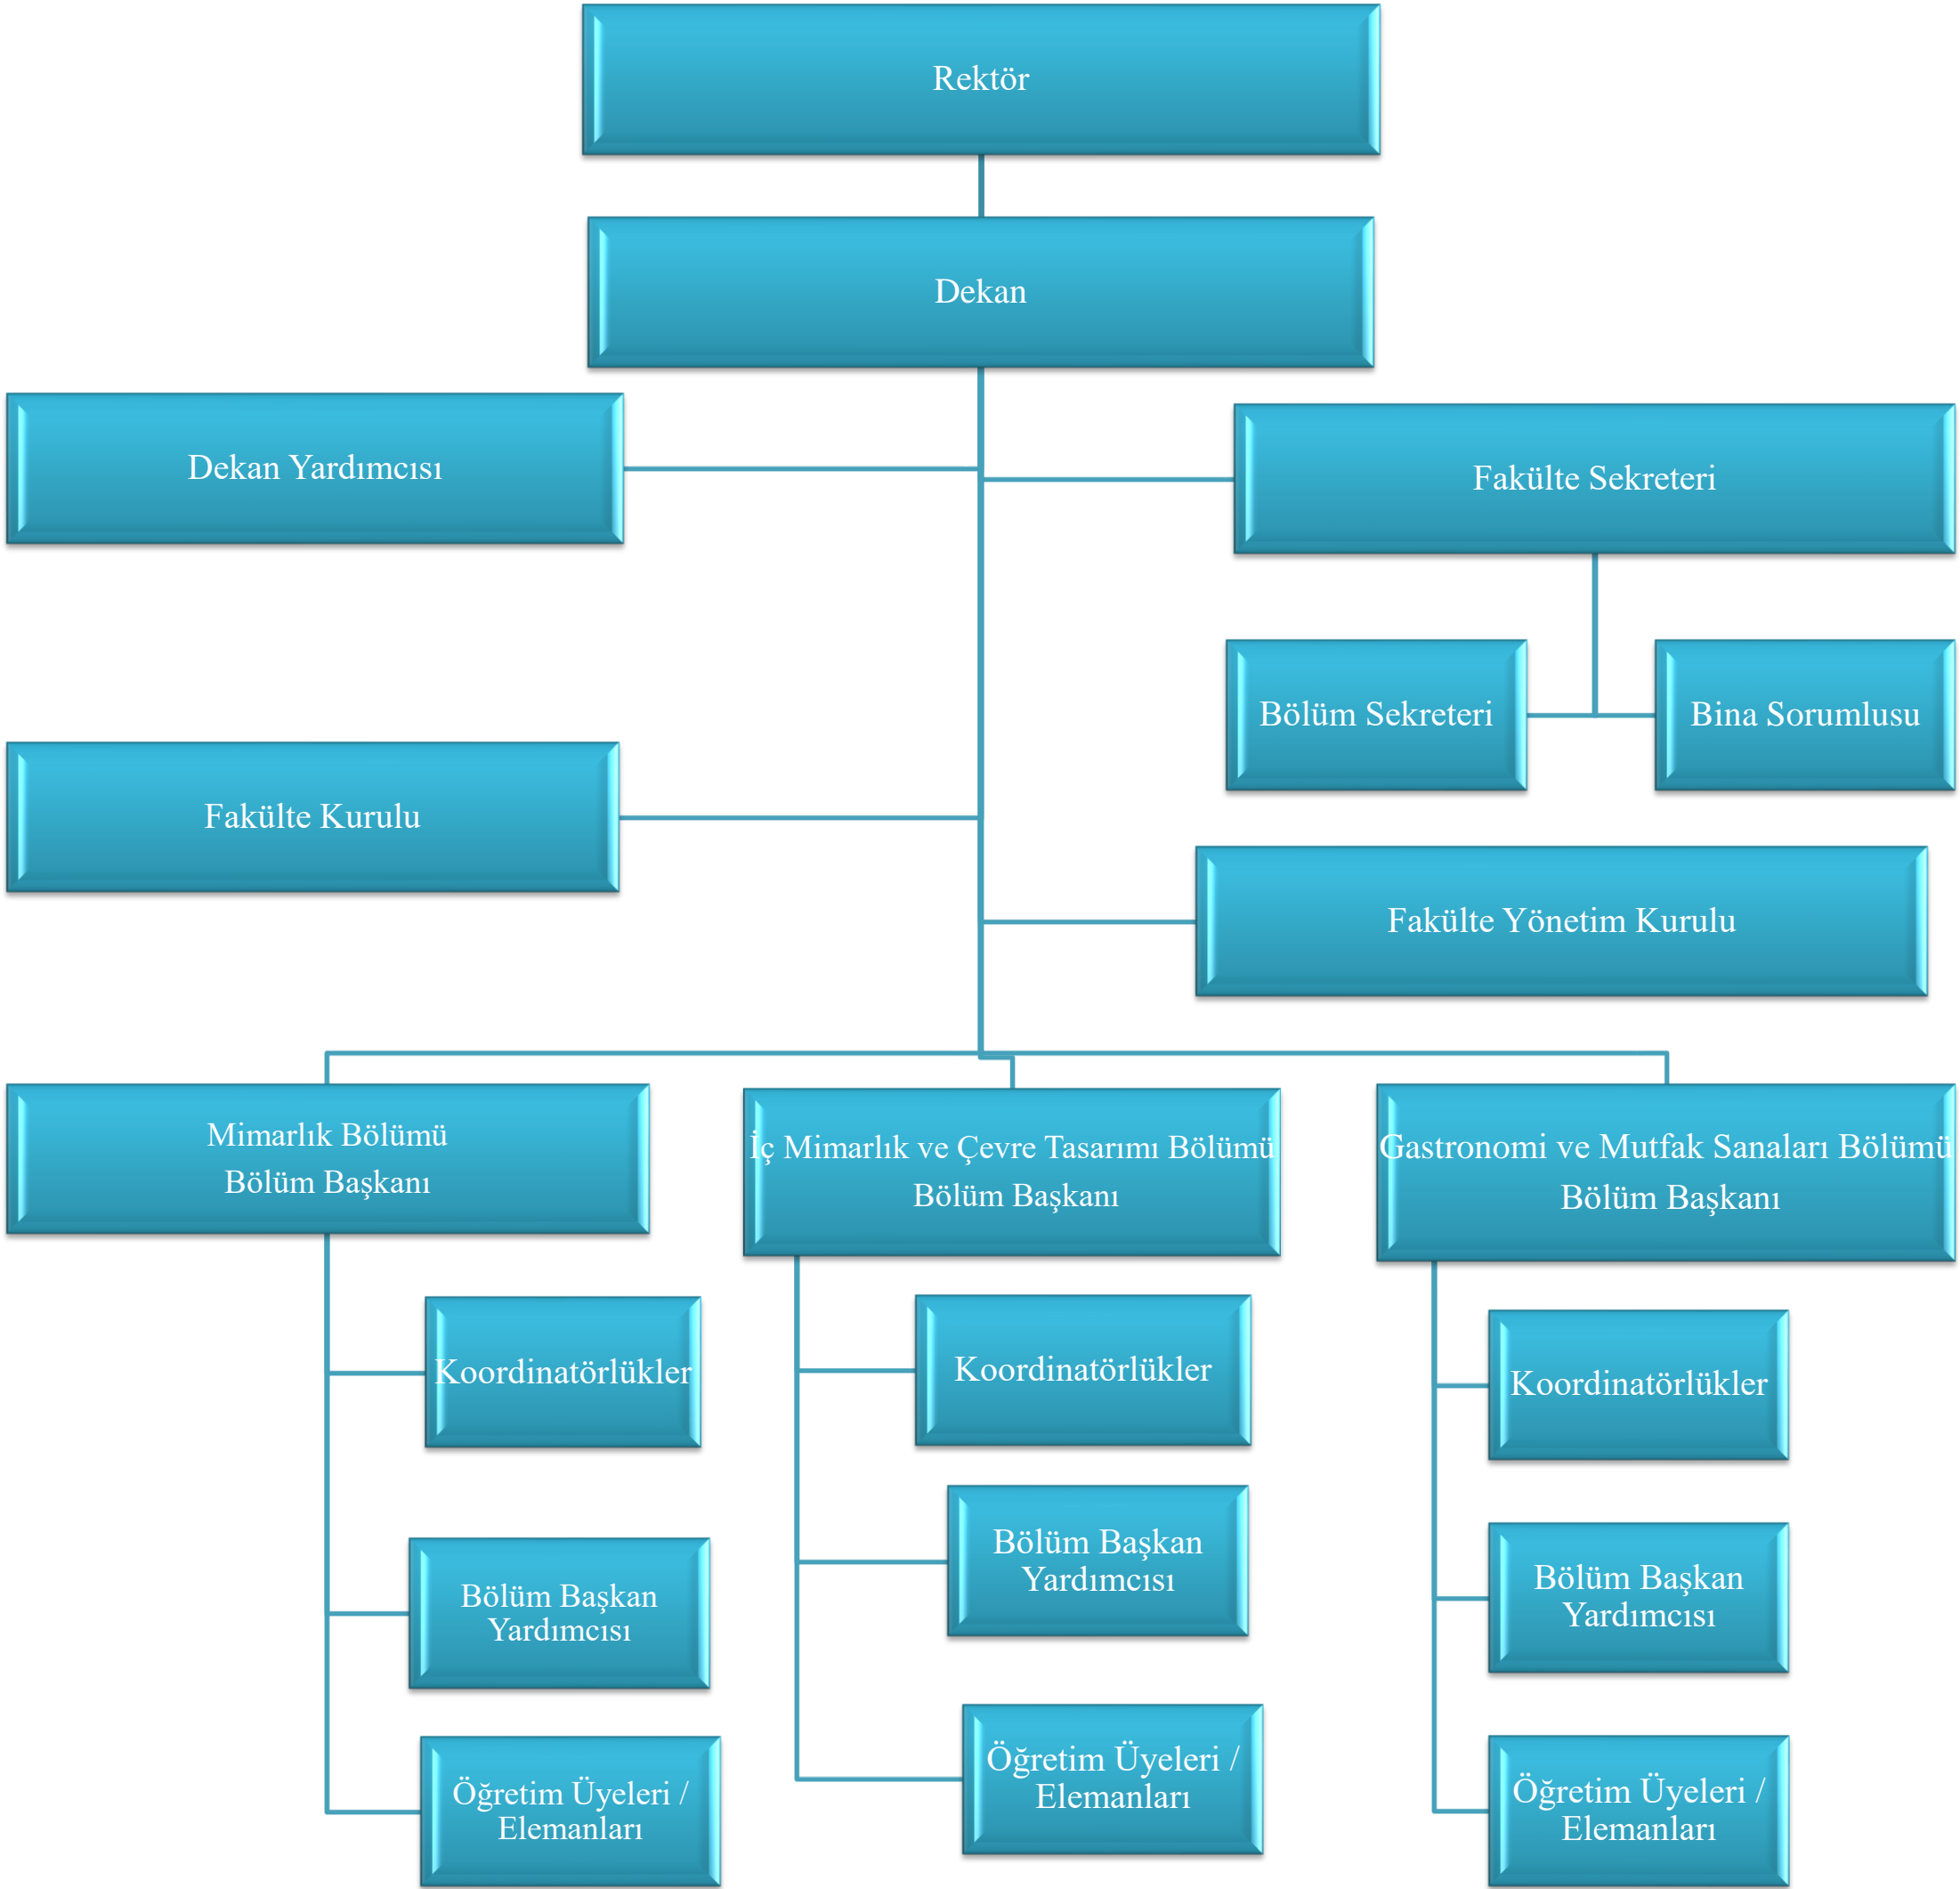 Rektör
Dekan
Dekan Yardımcısı
Fakülte Sekreteri
Bölüm Sekreteri
Bina Sorumlusu
Fakülte Kurulu
Fakülte Yönetim Kurulu
Mimarlık Bölümü
Bölüm Başkanı
İç Mimarlık ve Çevre Tasarımı Bölümü
Bölüm Başkanı
Gastronomi ve Mutfak Sanaları Bölümü
Bölüm Başkanı
Koordinatörlükler
Koordinatörlükler
Koordinatörlükler
Bölüm Başkan
Yardımcısı
Bölüm Başkan
Yardımcısı
Bölüm Başkan
Yardımcısı
Öğretim Üyeleri /
Elemanları
Öğretim Üyeleri /
Elemanları
Öğretim Üyeleri /
Elemanları